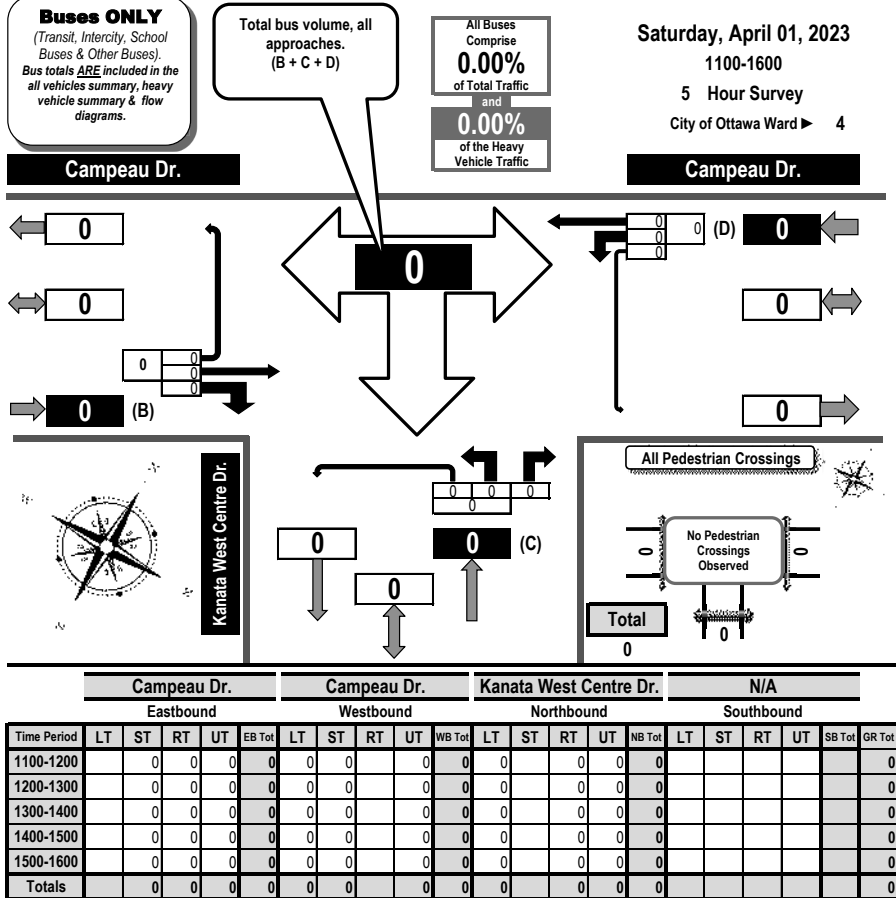 Buses ONLY
(Transit, Intercity, School
Buses & Other Buses).
Bus totals ARE included in the
all vehicles summary, heavy
vehicle summary & flow
diagrams.
Total bus volume, all
approaches.
(B + C + D)
All Buses
Comprise
0.00%
of Total Traffic
and
0.00%
of the Heavy
Vehicle Traffic
Saturday, April 01, 2023
1100-1600
5 Hour Survey
City of Ottawa Ward ► 4
Campeau Dr.
Campeau Dr.
0
0
0
0
0
0
0 (B)
0
0
0
0
0
(D) 0
0
0
Kanata West Centre Dr.
0 0 0
0
0
0 (C)
0
All Pedestrian Crossings
No Pedestrian
Crossings
Observed
0
0
0
Total
0
Campeau Dr. Campeau Dr. Kanata West Centre Dr. N/A
Eastbound Westbound Northbound Southbound
Time Period LT ST RT UT EB Tot LT ST RT UT WB Tot LT ST RT UT NB Tot LT ST RT UT SB Tot GR Tot
1100-1200 0 0 0 0 0 0 0 0 0 0 0 0 0
1200-1300 0 0 0 0 0 0 0 0 0 0 0 0 0
1300-1400 0 0 0 0 0 0 0 0 0 0 0 0 0
1400-1500 0 0 0 0 0 0 0 0 0 0 0 0 0
1500-1600 0 0 0 0 0 0 0 0 0 0 0 0 0
Totals 0 0 0 0 0 0 0 0 0 0 0 0 0